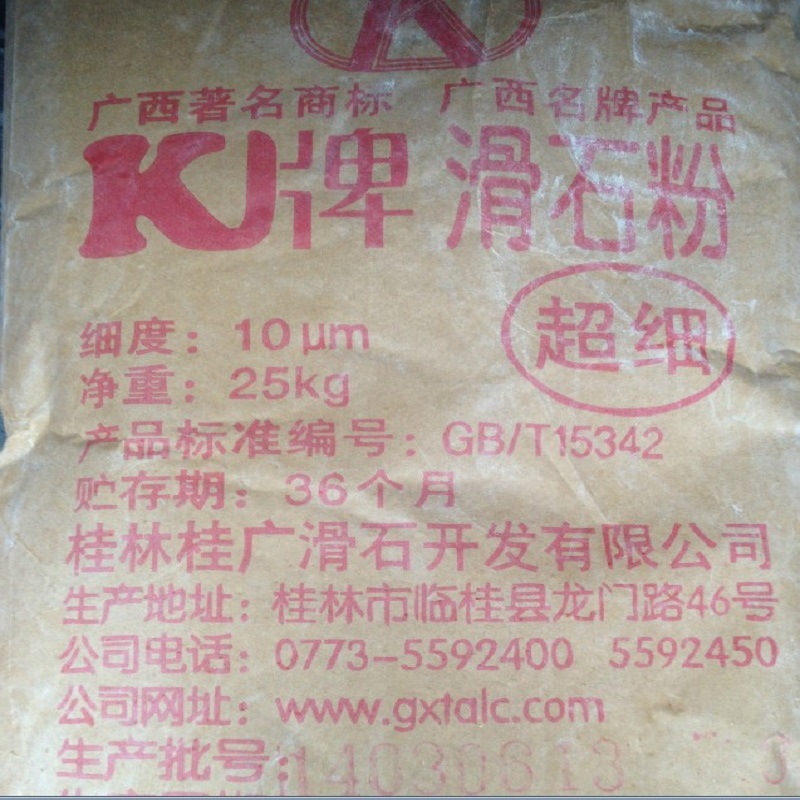 K
广西著名商标 广西名牌产品
K牌 滑石粉
超细
细度：10μm
净重：25kg
产品标准编号：GB/T15342
贮存期：36个月
桂林桂广滑石开发有限公司
生产地址：桂林市临桂县龙门路46号
公司电话：0773-5592400 5592450
公司网址：www.gxtalc.com
生产批号：14030613